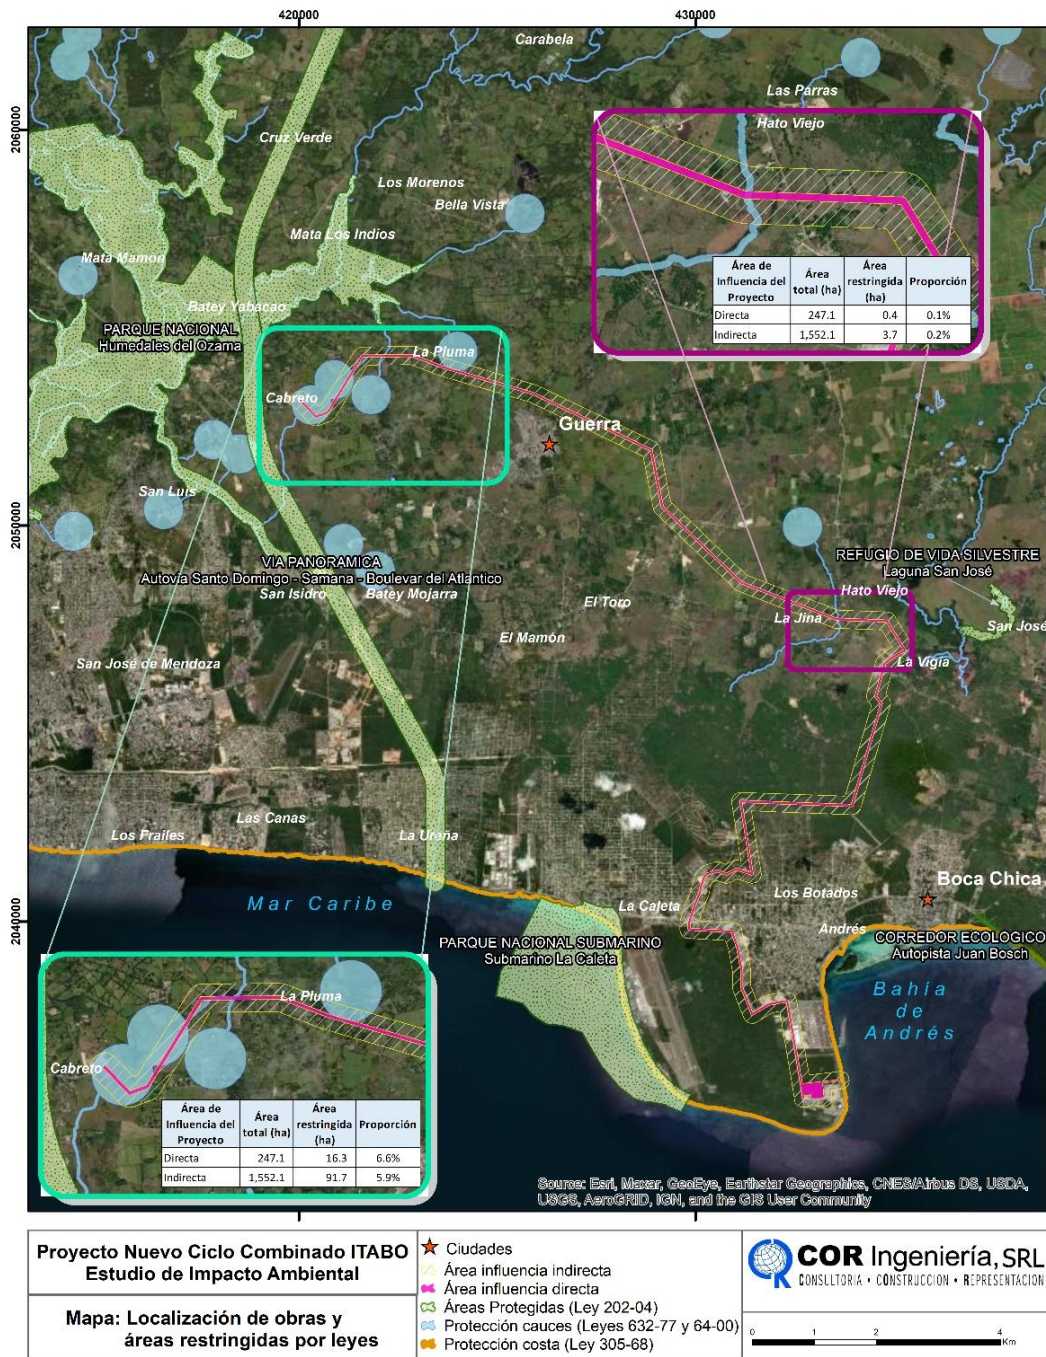 420000
430000
Carabela
Las Parras
Hato Viejo
2060000
Cruz Verde
Los Morenos
Bella Vista
Mata Los Indios
Mata Mamón
Área de
Influencia del
Proyecto
Área
total (ha)
Área
restringida
(ha)
Proporción
Directa 247.1 0.4 0.1%
Indirecta 1,552.1 3.7 0.2%
Batey Yabacao
PARQUE NACIONAL
Humedales del Ozama
La Pluma
Cabreto
Guerra
San Luis
2050000
VIA PANORAMICA
Autovia Santo Domingo - Samana - Boulevar del Atlantico
San Isidro
Batey Mojarra
REFUGIO DE VIDA SILVESTRE
Laguna San José
Hato Viejo
El Toro
La Jina
San José
El Mamón
San José de Mendoza
La Vigía
Las Canas
Los Frailes
La Ureña
Boca Chica
Los Botados
Mar Caribe
La Caleta
2040000
Andrés
PARQUE NACIONAL SUBMARINO
Submarino La Caleta
CORREDOR ECOLOGICO
Autopista Juan Bosch
Bahía
de
Andrés
La Pluma
Cabreto
Área de
Influencia del
Proyecto
Área
total (ha)
Área
restringida
(ha)
Proporción
Directa 247.1 16.3 6.6%
Indirecta 1,552.1 91.7 5.9%
Source: Esri, Maxar, GeoEye, Earthstar Geographics, CNES/Airbus DS, USDA,
USGS, AeroGRID, IGN, and the GIS User Community
Proyecto Nuevo Ciclo Combinado ITABO
Estudio de Impacto Ambiental
Mapa: Localización de obras y
áreas restringidas por leyes
Ciudades
Área influencia indirecta
Área influencia directa
Áreas Protegidas (Ley 202-04)
Protección cauces (Leyes 632-77 y 64-00)
Protección costa (Ley 305-68)
COR Ingeniería, SRL
CONSULTORIA • CONSTRUCCION • REPRESENTACION
0 1 2 4
Km